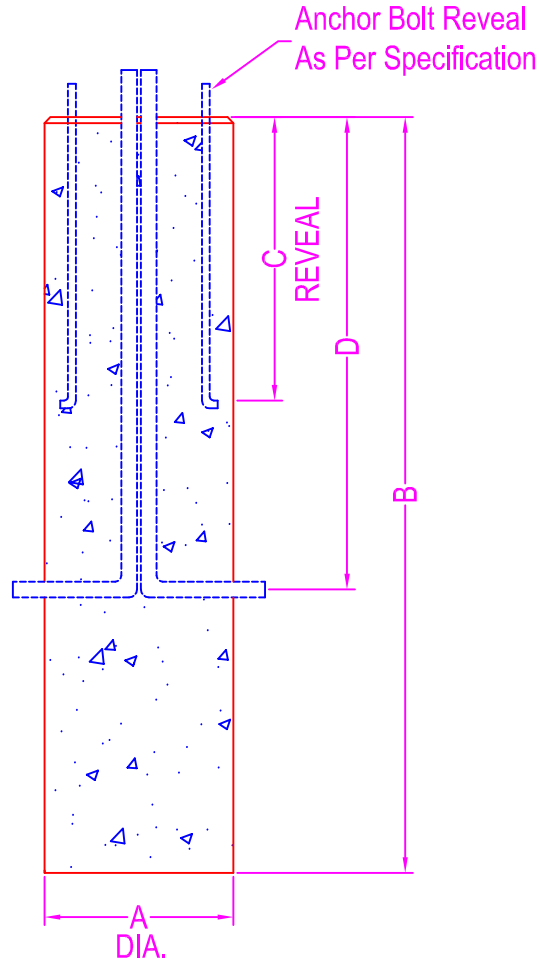 Anchor Bolt Reveal
As Per Specification
C
REVEAL
D
B
A
DIA.